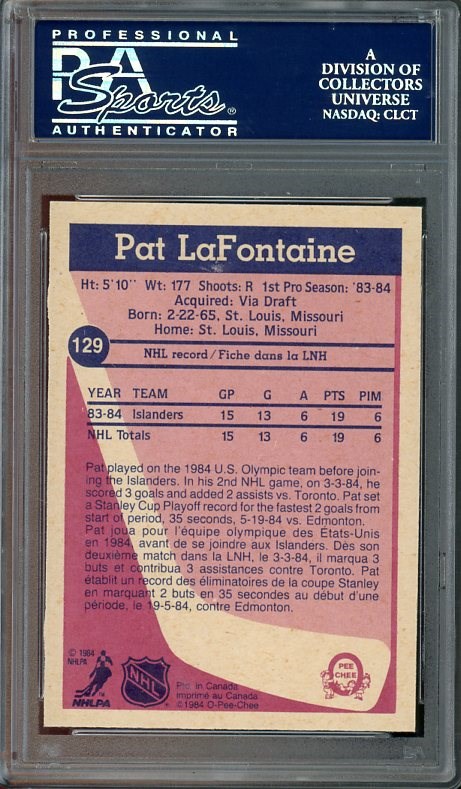 PROFESSIONAL
PSA
Sports®
AUTHENTICATOR
A
DIVISION OF
COLLECTORS
UNIVERSE
NASDAQ: CLCT
Pat LaFontaine
Ht: 5'10" Wt: 177 Shoots: R 1st Pro Season: '83-84
Acquired: Via Draft
Born: 2-22-65, St. Louis, Missouri
Home: St. Louis, Missouri
129
NHL record/Fiche dans la LNH
YEAR TEAM GP G A PTS PIM
83-84 Islanders 15 13 6 19 6
NHL Totals 15 13 6 19 6
Pat played on the 1984 U.S. Olympic team before join-
ing the Islanders. In his 2nd NHL game, on 3-3-84, he
scored 3 goals and added 2 assists vs. Toronto. Pat set
a Stanley Cup Playoff record for the fastest 2 goals from
start of period, 35 seconds, 5-19-84 vs. Edmonton.
Pat joua pour l'équipe olympique des États-Unis
en 1984, avant de se joindre aux Islanders. Dès son
deuxième match dans la LNH, le 3-3-84, il marqua 3
buts et contribua 3 assistances contre Toronto. Pat
établit un record des éliminatoires de la coupe Stanley
en marquant 2 buts en 35 secondes au début d'une
période, le 19-5-84, contre Edmonton.
© 1984
NHLPA
NHLPA
NHL
Ptd. in Canada
Imprimé au Canada
©1984 O-Pee-Chee
PEE
CHEE